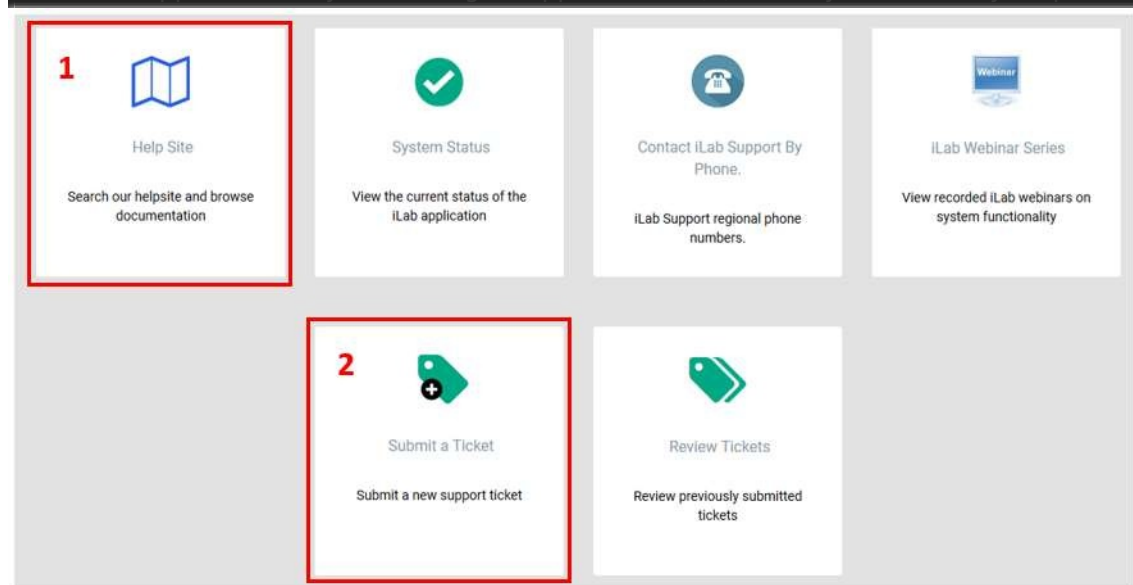 1
Help Site
Search our helpsite and browse
documentation
System Status
View the current status of the
iLab application
Contact iLab Support By
Phone.
iLab Support regional phone
numbers.
Webinar
iLab Webinar Series
View recorded iLab webinars on
system functionality
2
Submit a Ticket
Submit a new support ticket
Review Tickets
Review previously submitted
tickets